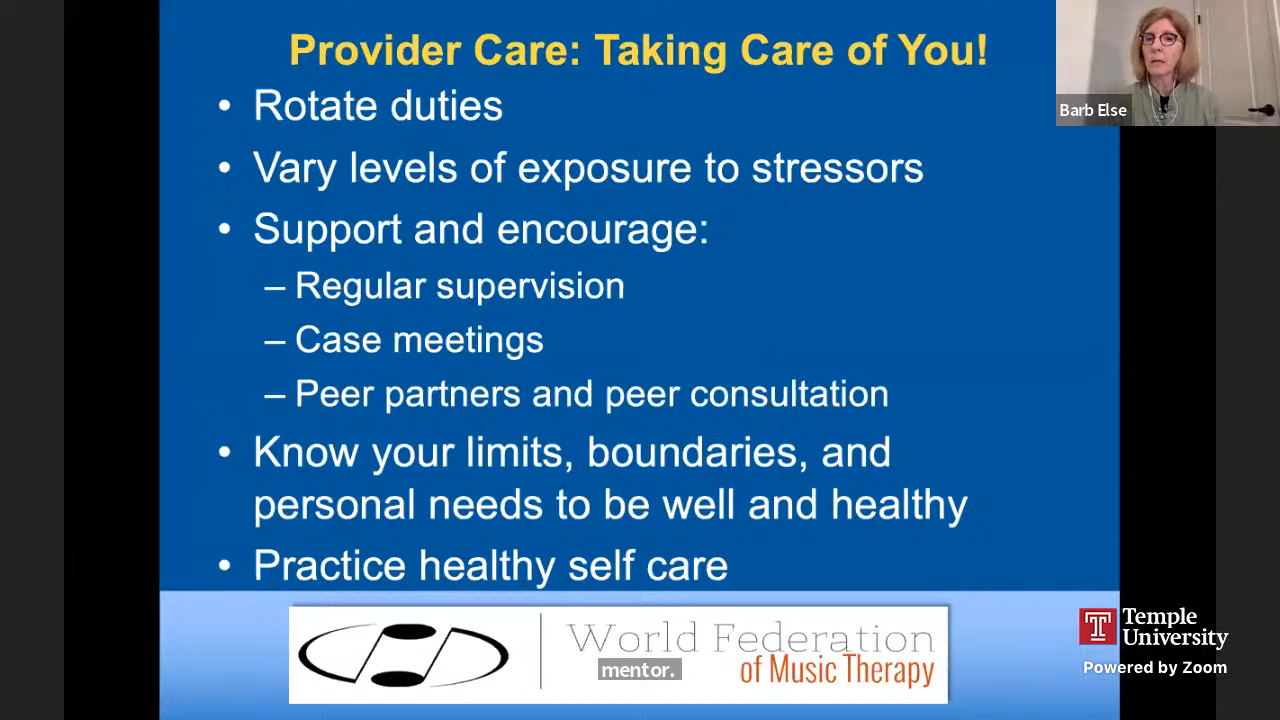 Provider Care: Taking Care of You!
• Rotate duties
• Vary levels of exposure to stressors
• Support and encourage:
– Regular supervision
– Case meetings
– Peer partners and peer consultation
• Know your limits, boundaries, and
personal needs to be well and healthy
• Practice healthy self care
World Federation
of Music Therapy
mentor.
Barb Else
Temple
University
Powered by Zoom